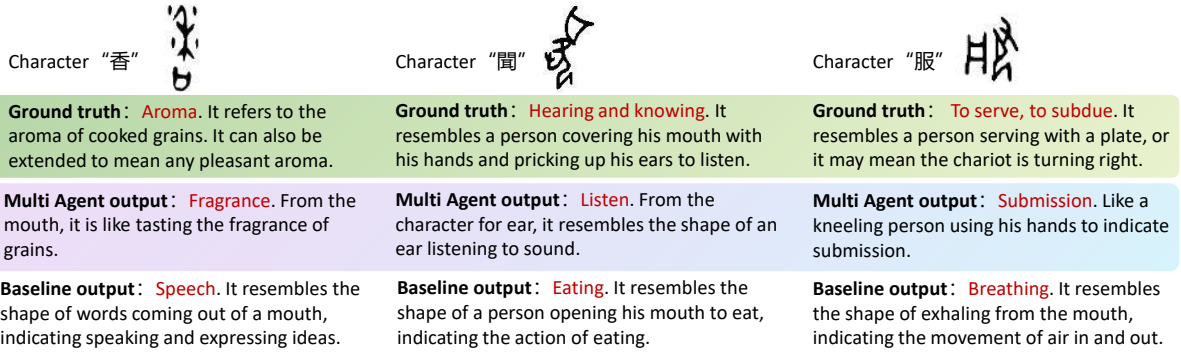 Character “香”
Ground truth： Aroma. It refers to the
aroma of cooked grains. It can also be
extended to mean any pleasant aroma.
Multi Agent output： Fragrance. From the
mouth, it is like tasting the fragrance of
grains.
Baseline output： Speech. It resembles the
shape of words coming out of a mouth,
indicating speaking and expressing ideas.
Character “聞”
Ground truth： Hearing and knowing. It
resembles a person covering his mouth with
his hands and pricking up his ears to listen.
Multi Agent output： Listen. From the
character for ear, it resembles the shape of an
ear listening to sound.
Baseline output： Eating. It resembles the
shape of a person opening his mouth to eat,
indicating the action of eating.
Character “服”
Ground truth： To serve, to subdue. It
resembles a person serving with a plate, or
it may mean the chariot is turning right.
Multi Agent output： Submission. Like a
kneeling person using his hands to indicate
submission.
Baseline output： Breathing. It resembles
the shape of exhaling from the mouth,
indicating the movement of air in and out.